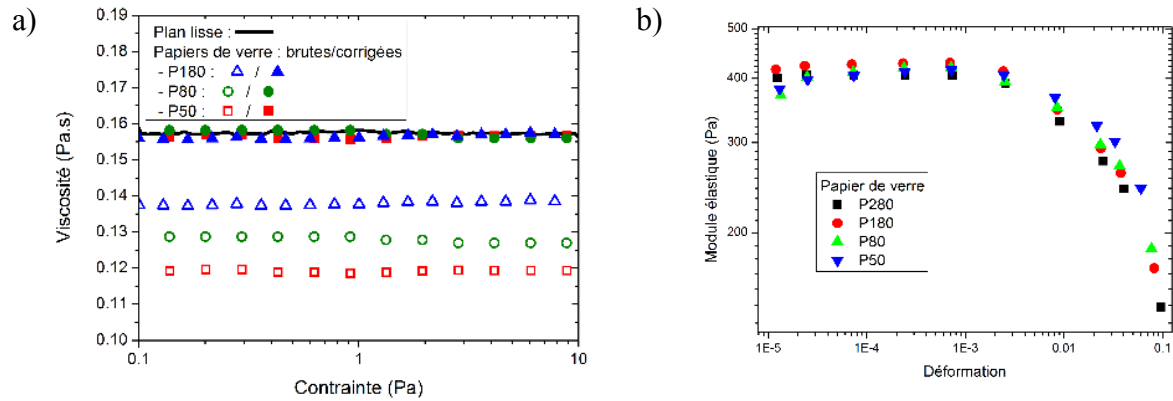 a)
Viscosité (Pa.s)
0.19
0.18
0.17
0.16
0.15
0.14
0.13
0.12
0.11
0.10
Plan lisse :
Papiers de verre : brutes/corrigées
- P180 : /
- P80 : /
- P50 : /
0.1
1
10
Contrainte (Pa)
b)
Module élastique (Pa)
500
400
300
200
Papier de verre
P280
P180
P80
P50
1E-5
1E-4
1E-3
0.01
0.1
Déformation